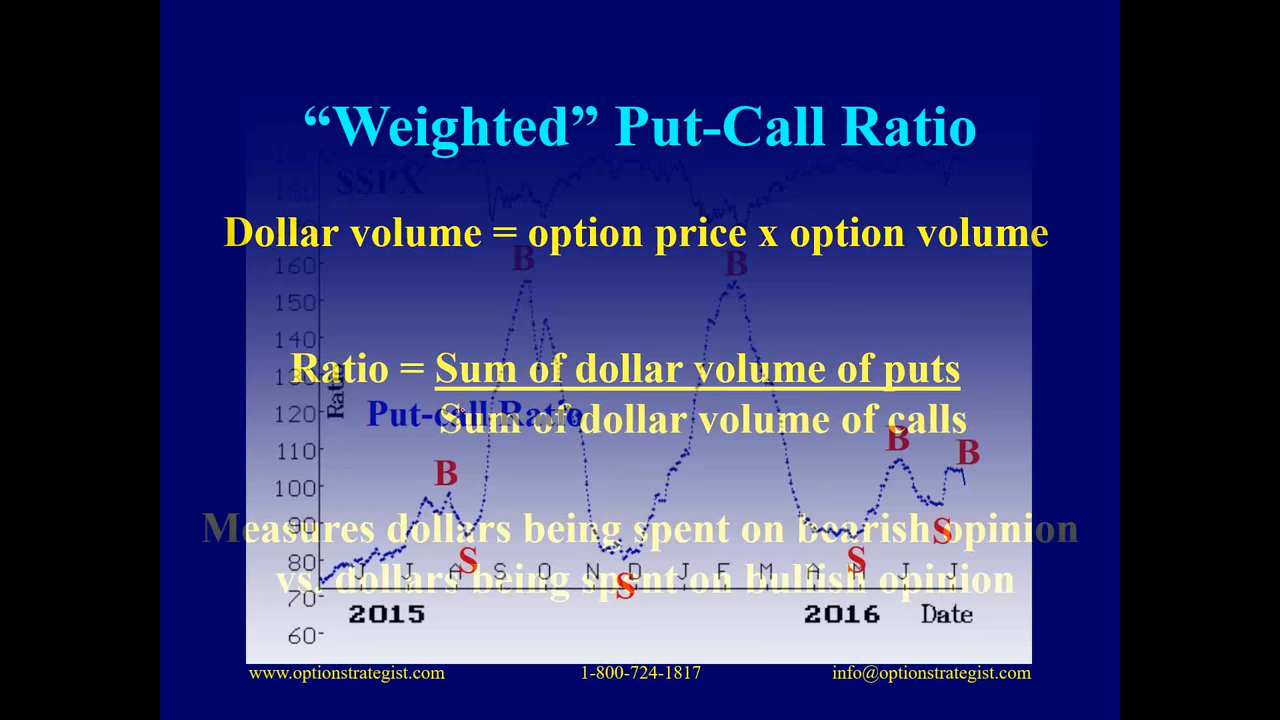 “Weighted” Put-Call Ratio
$SPX
160
Dollar volume = option price x option volume
B B
160
150
140
Ratio = Sum of dollar volume of puts
130
Ratio
120
Put-call Ratio
Sum of dollar volume of calls
B
110
B
B
100
90
Measures dollars being spent on bearish opinion
S
80
S
S
J J A S O N D J F M A M J J
vs. dollars being spent on bullish opinion
S
70
2015 2016 Date
60
www.optionstrategist.com 1-800-724-1817 info@optionstrategist.com